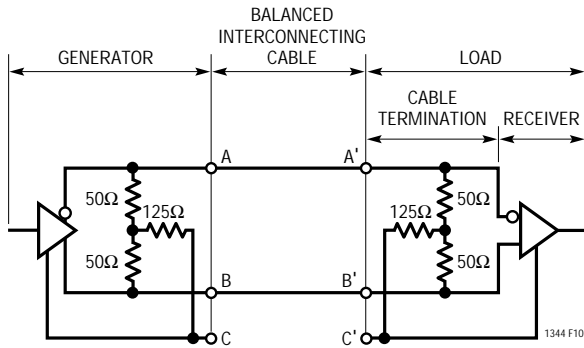 BALANCED
INTERCONNECTING
CABLE
GENERATOR
LOAD
CABLE
TERMINATION
RECEIVER
A
A'
50Ω
125Ω
50Ω
50Ω
125Ω
50Ω
B
B'
C
C'
1344 F10